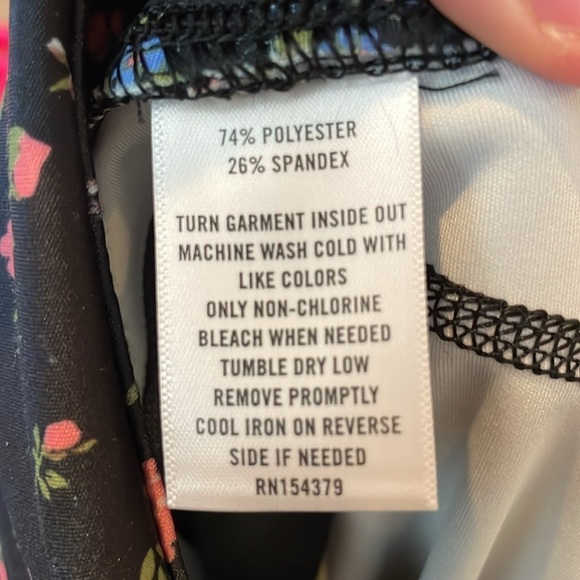 74% POLYESTER
26% SPANDEX
TURN GARMENT INSIDE OUT
MACHINE WASH COLD WITH
LIKE COLORS
ONLY NON-CHLORINE
BLEACH WHEN NEEDED
TUMBLE DRY LOW
REMOVE PROMPTLY
COOL IRON ON REVERSE
SIDE IF NEEDED
RN154379